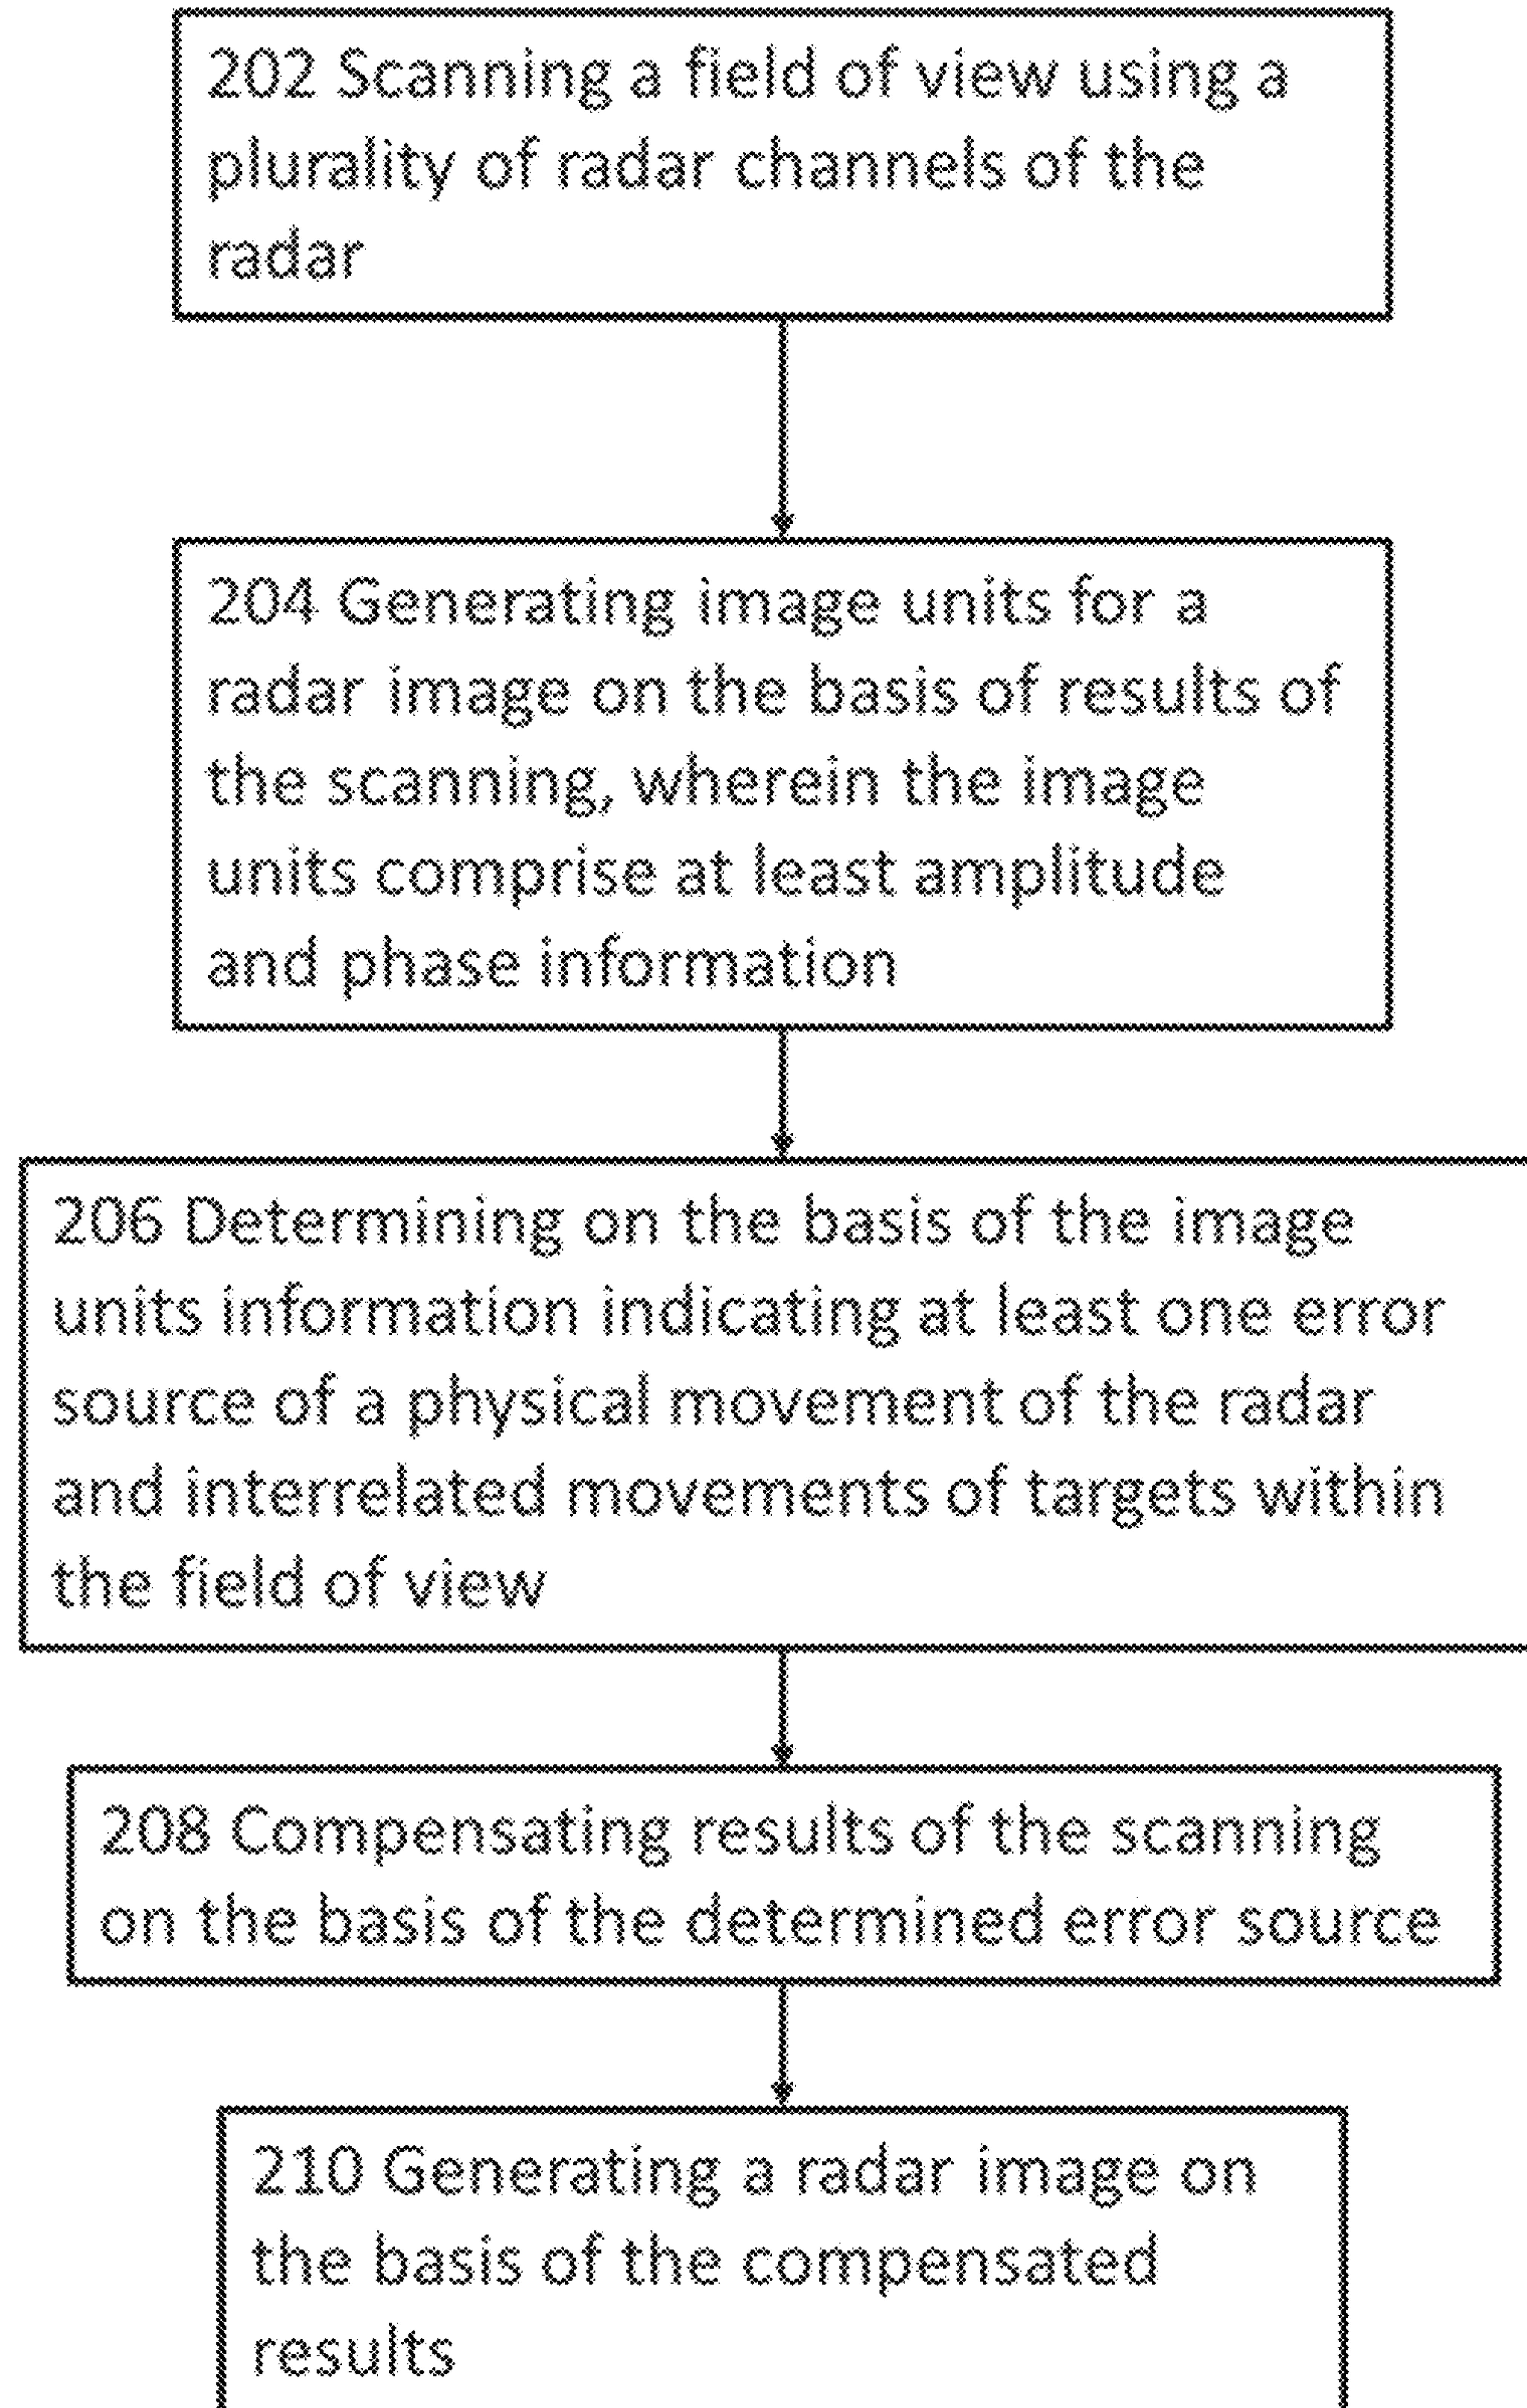 202 Scanning a field of view using a
plurality of radar channels of the
radar
204 Generating image units for a
radar image on the basis of results of
the scanning, wherein the image
units comprise at least amplitude
and phase information
206 Determining on the basis of the image
units information indicating at least one error
source of a physical movement of the radar
and interrelated movements of targets within
the field of view
208 Compensating results of the scanning
on the basis of the determined error source
210 Generating a radar image on
the basis of the compensated
results